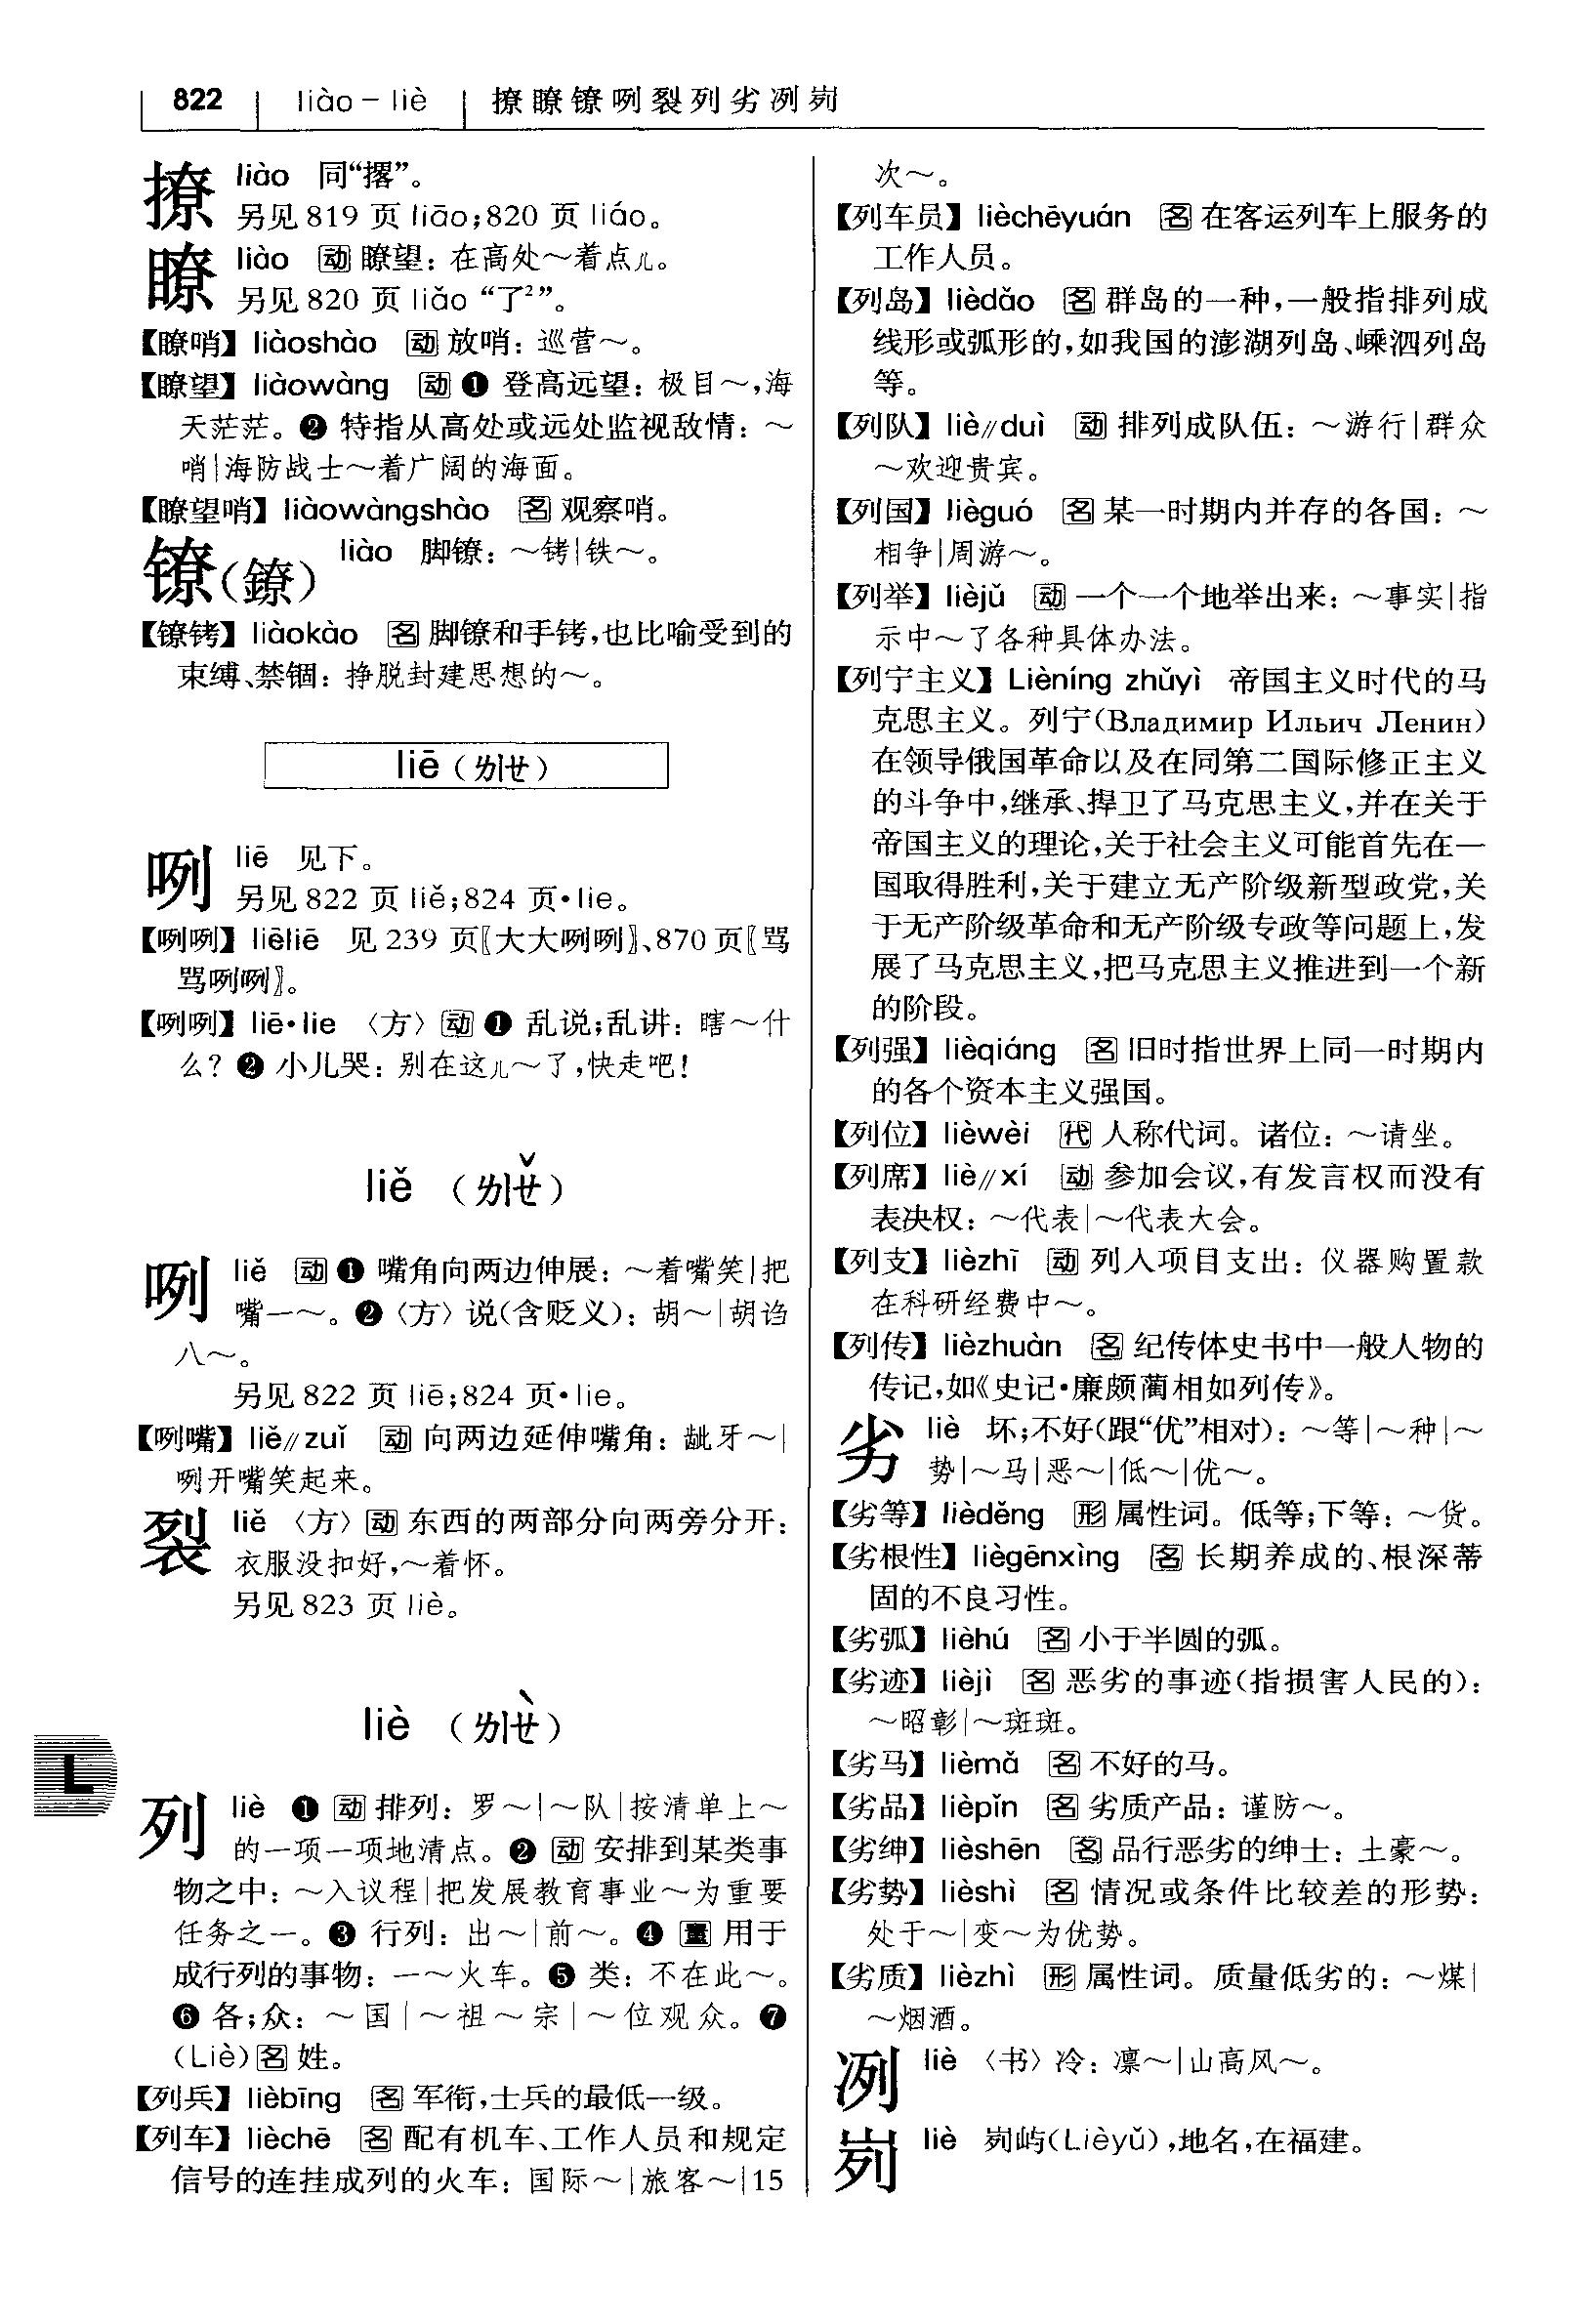 822 liào－liè 撩瞭镣咧裂列劣冽峛
撩 liào 同“撂”。
另见 819 页 liāo；820 页 liáo。
瞭 liào 动 瞭望：在高处～着点儿。
另见 820 页 liǎo “了²”。
【瞭哨】liàoshào 动 放哨：巡营～。
【瞭望】liàowàng 动 ❶ 登高远望：极目～，海
天茫茫。❷ 特指从高处或远处监视敌情：～
哨|海防战士～着广阔的海面。
【瞭望哨】liàowàngshào 名 观察哨。
镣(鐐) liào 脚镣：～铐|铁～。
【镣铐】liàokào 名 脚镣和手铐，也比喻受到的
束缚、禁锢：挣脱封建思想的～。
liē（ㄌㄧㄝ）
咧 liē 见下。
另见 822 页 liě；824 页 •lie。
【咧咧】liēliē 见 239 页〖大大咧咧〗、870 页〖骂
骂咧咧〗。
【咧咧】liē•lie 〈方〉动 ❶ 乱说；乱讲：瞎～什
么？❷ 小儿哭：别在这儿～了，快走吧！
liě（ㄌㄧㄝˇ）
咧 liě 动 ❶ 嘴角向两边伸展：～着嘴笑|把
嘴一～。❷〈方〉说（含贬义）：胡～|胡诌
八～。
另见 822 页 liē；824 页 •lie。
【咧嘴】liě∥zuǐ 动 向两边延伸嘴角：龇牙～|
咧开嘴笑起来。
裂 liě 〈方〉动 东西的两部分向两旁分开：
衣服没扣好，～着怀。
另见 823 页 liè。
liè（ㄌㄧㄝˋ）
列 liè ❶ 动 排列：罗～|～队|按清单上～
的一项一项地清点。❷ 动 安排到某类事
物之中：～入议程|把发展教育事业～为重要
任务之一。❸ 行列：出～|前～。❹ 量 用于
成行列的事物：一～火车。❺ 类：不在此～。
❻ 各；众：～国|～祖～宗|～位观众。❼
（Liè）名 姓。
【列兵】lièbīng 名 军衔，士兵的最低一级。
【列车】lièchē 名 配有机车、工作人员和规定
信号的连挂成列的火车：国际～|旅客～|15
L
次～。
【列车员】lièchēyuán 名 在客运列车上服务的
工作人员。
【列岛】lièdǎo 名 群岛的一种，一般指排列成
线形或弧形的，如我国的澎湖列岛、嵊泗列岛
等。
【列队】liè∥duì 动 排列成队伍：～游行|群众
～欢迎贵宾。
【列国】lièguó 名 某一时期内并存的各国：～
相争|周游～。
【列举】lièjǔ 动 一个一个地举出来：～事实|指
示中～了各种具体办法。
【列宁主义】Lièníng zhǔyì 帝国主义时代的马
克思主义。列宁（Владимир Ильич Ленин）
在领导俄国革命以及在同第二国际修正主义
的斗争中，继承、捍卫了马克思主义，并在关于
帝国主义的理论，关于社会主义可能首先在一
国取得胜利，关于建立无产阶级新型政党，关
于无产阶级革命和无产阶级专政等问题上，发
展了马克思主义，把马克思主义推进到一个新
的阶段。
【列强】lièqiáng 名 旧时指世界上同一时期内
的各个资本主义强国。
【列位】lièwèi 代 人称代词。诸位：～请坐。
【列席】liè∥xí 动 参加会议，有发言权而没有
表决权：～代表|～代表大会。
【列支】lièzhī 动 列入项目支出：仪器购置款
在科研经费中～。
【列传】lièzhuàn 名 纪传体史书中一般人物的
传记，如《史记•廉颇蔺相如列传》。
劣 liè 坏；不好（跟“优”相对）：～等|～种|～
势|～马|恶～|低～|优～。
【劣等】lièděng 形 属性词。低等；下等：～货。
【劣根性】liègēnxìng 名 长期养成的、根深蒂
固的不良习性。
【劣弧】lièhú 名 小于半圆的弧。
【劣迹】lièjì 名 恶劣的事迹（指损害人民的）：
～昭彰|～斑斑。
【劣马】lièmǎ 名 不好的马。
【劣品】lièpǐn 名 劣质产品：谨防～。
【劣绅】lièshēn 名 品行恶劣的绅士：土豪～。
【劣势】lièshì 名 情况或条件比较差的形势：
处于～|变～为优势。
【劣质】lièzhì 形 属性词。质量低劣的：～煤|
～烟酒。
冽 liè 〈书〉冷：凛～|山高风～。
峛 liè 峛屿（Lièyǔ），地名，在福建。